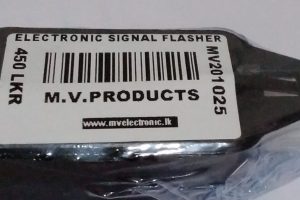 ELECTRONIC SIGNAL FLASHER
450 LKR
MV201025
M.V.PRODUCTS
www.mvelectronic.lk